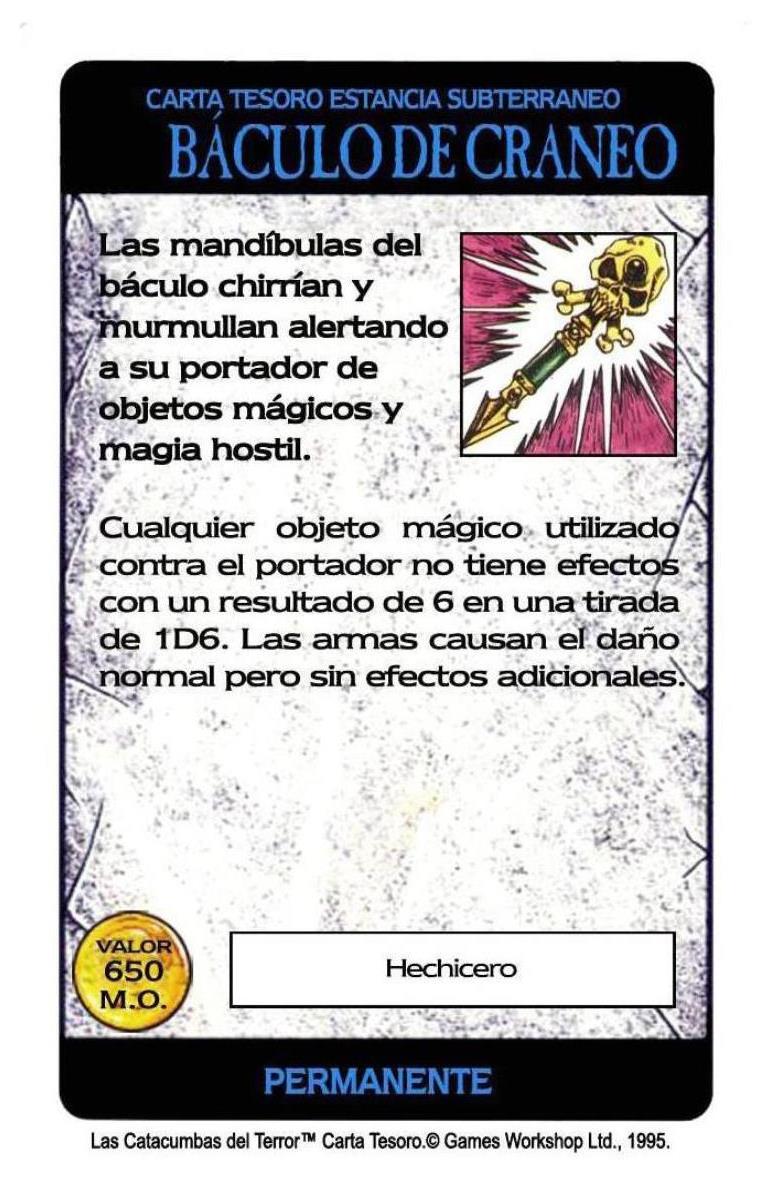 CARTA TESORO ESTANCIA SUBTERRANEO
BÁCULO DE CRANEO
Las mandíbulas del
báculo chirrían y
murmullan alertando
a su portador de
objetos mágicos y
magia hostil.
Cualquier objeto mágico utilizado
contra el portador no tiene efectos
con un resultado de 6 en una tirada
de 1D6. Las armas causan el daño
normal pero sin efectos adicionales.
VALOR
650
M.O.
Hechicero
PERMANENTE
Las Catacumbas del Terror™ Carta Tesoro.© Games Workshop Ltd., 1995.